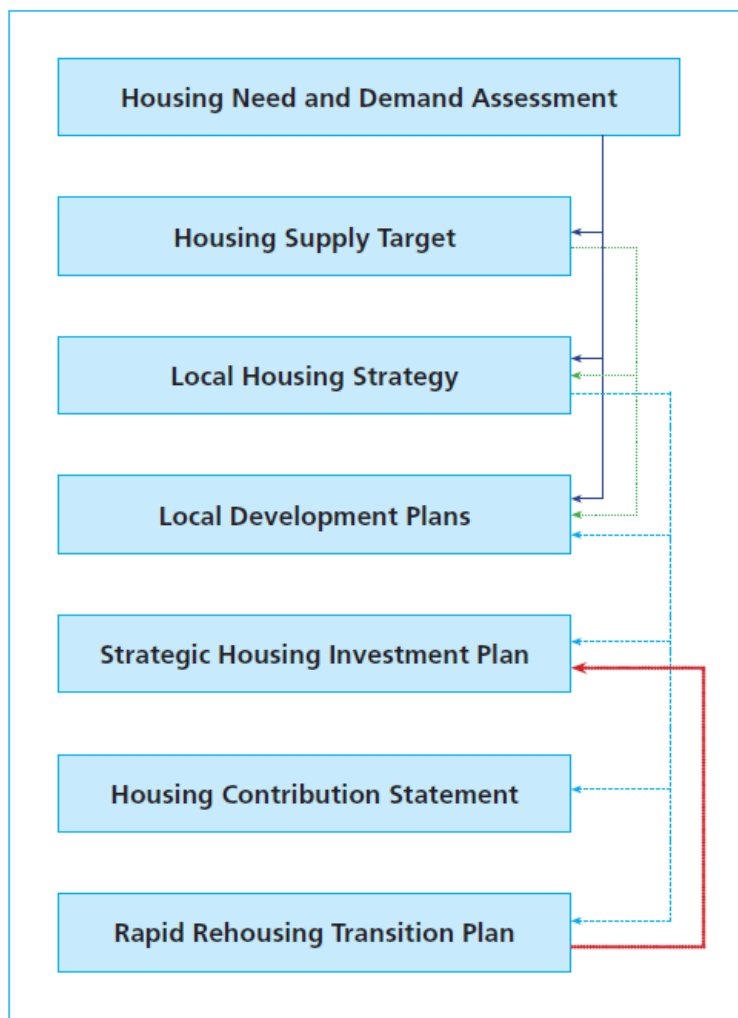 Housing Need and Demand Assessment
Housing Supply Target
Local Housing Strategy
Local Development Plans
Strategic Housing Investment Plan
Housing Contribution Statement
Rapid Rehousing Transition Plan